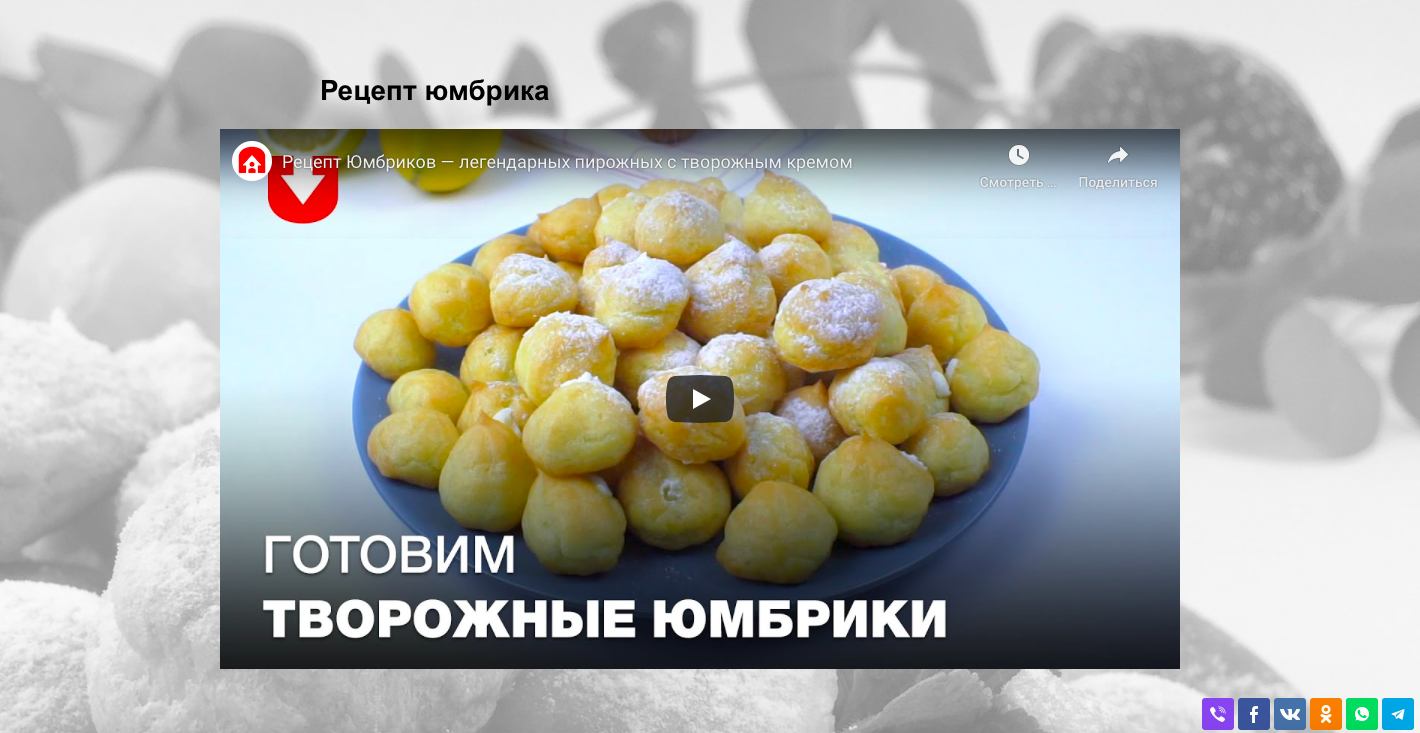 Рецепт юмбрика
Рецепт Юмбриков — легендарных пирожных с творожным кремом
Смотреть ...
Поделиться
ГОТОВИМ
ТВОРОЖНЫЕ ЮМБРИКИ